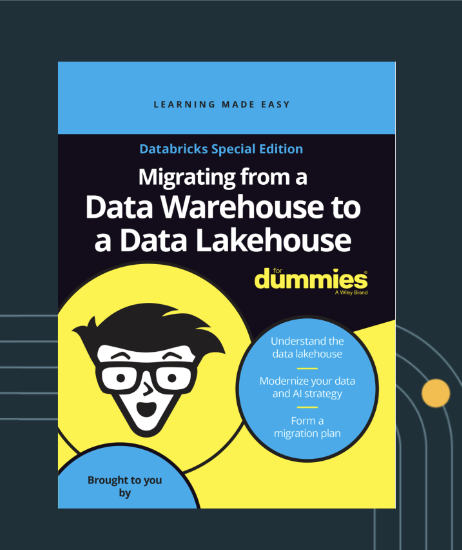 LEARNING MADE EASY
Databricks Special Edition
Migrating from a
Data Warehouse to
a Data Lakehouse
for
dummies®
A Wiley Brand
Understand the
data lakehouse
Modernize your data
and AI strategy
Form a
migration plan
Brought to you
by